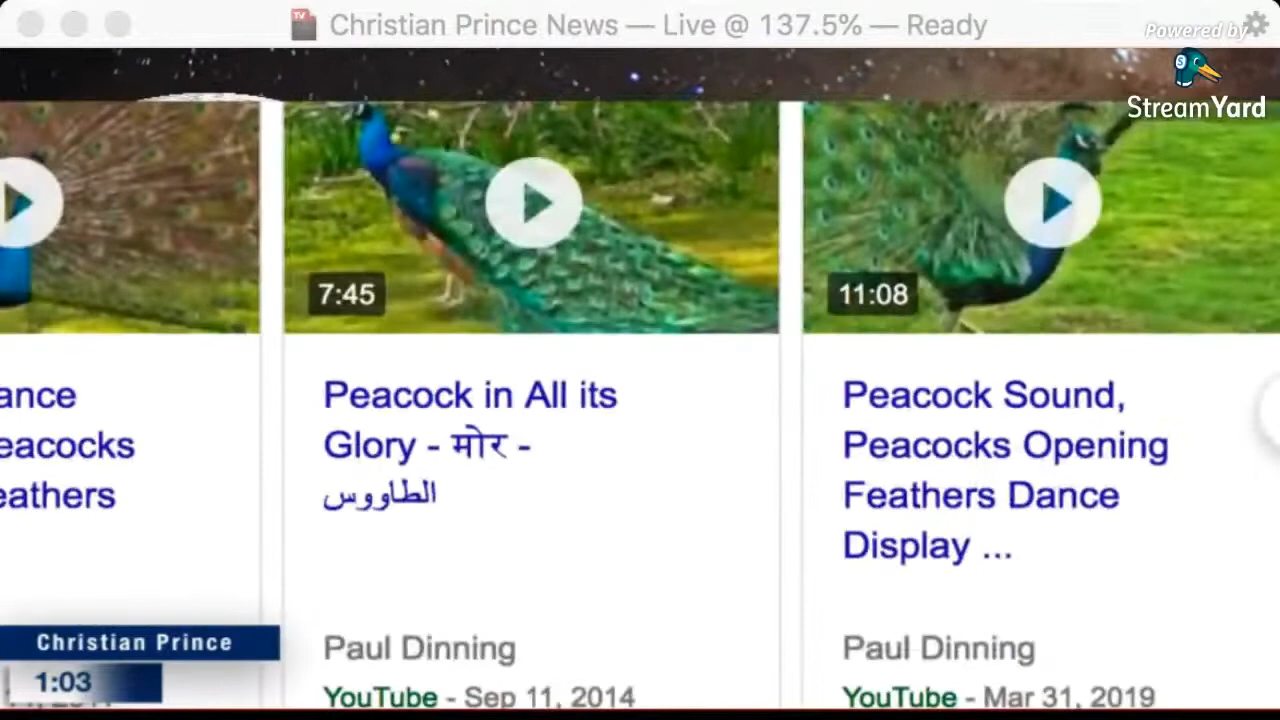 Christian Prince News — Live @ 137.5% — Ready
Powered by
StreamYard
7:45
11:08
ance
eacocks
eathers
Peacock in All its
Glory - मोर -
الطاووس
Peacock Sound,
Peacocks Opening
Feathers Dance
Display ...
Christian Prince
1:03
Paul Dinning
YouTube - Sep 11, 2014
Paul Dinning
YouTube - Mar 31, 2019